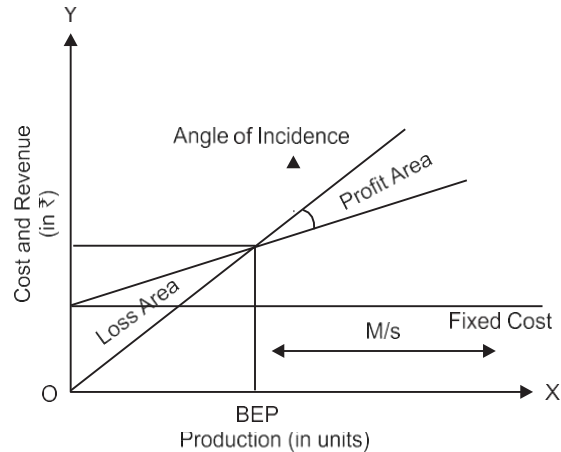 Y
Angle of Incidence
Profit Area
Cost and Revenue
(in ₹)
Loss Area
Fixed Cost
M/s
O
X
BEP
Production (in units)